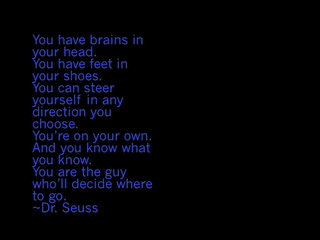 You have brains in
your head.
You have feet in
your shoes.
You can steer
yourself in any
direction you
choose.
You're on your own.
And you know what
you know.
You are the guy
who'll decide where
to go.
~Dr. Seuss